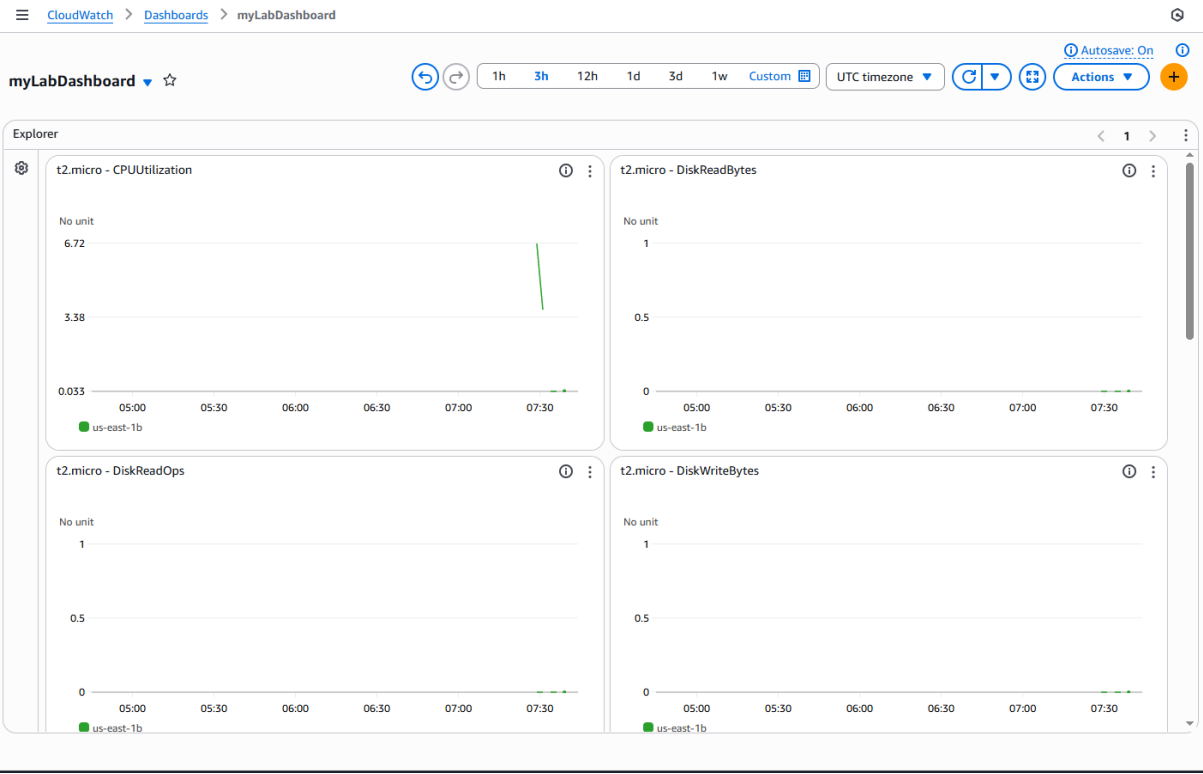 CloudWatch > Dashboards > myLabDashboard
Autosave: On
myLabDashboard
1h 3h 12h 1d 3d 1w Custom UTC timezone Actions
Explorer
1
t2.micro - CPUUtilization
No unit
6.72
3.38
0.033
05:00 05:30 06:00 06:30 07:00 07:30
us-east-1b
t2.micro - DiskReadBytes
No unit
1
0.5
0
05:00 05:30 06:00 06:30 07:00 07:30
us-east-1b
t2.micro - DiskReadOps
No unit
1
0.5
0
05:00 05:30 06:00 06:30 07:00 07:30
us-east-1b
t2.micro - DiskWriteBytes
No unit
1
0.5
0
05:00 05:30 06:00 06:30 07:00 07:30
us-east-1b